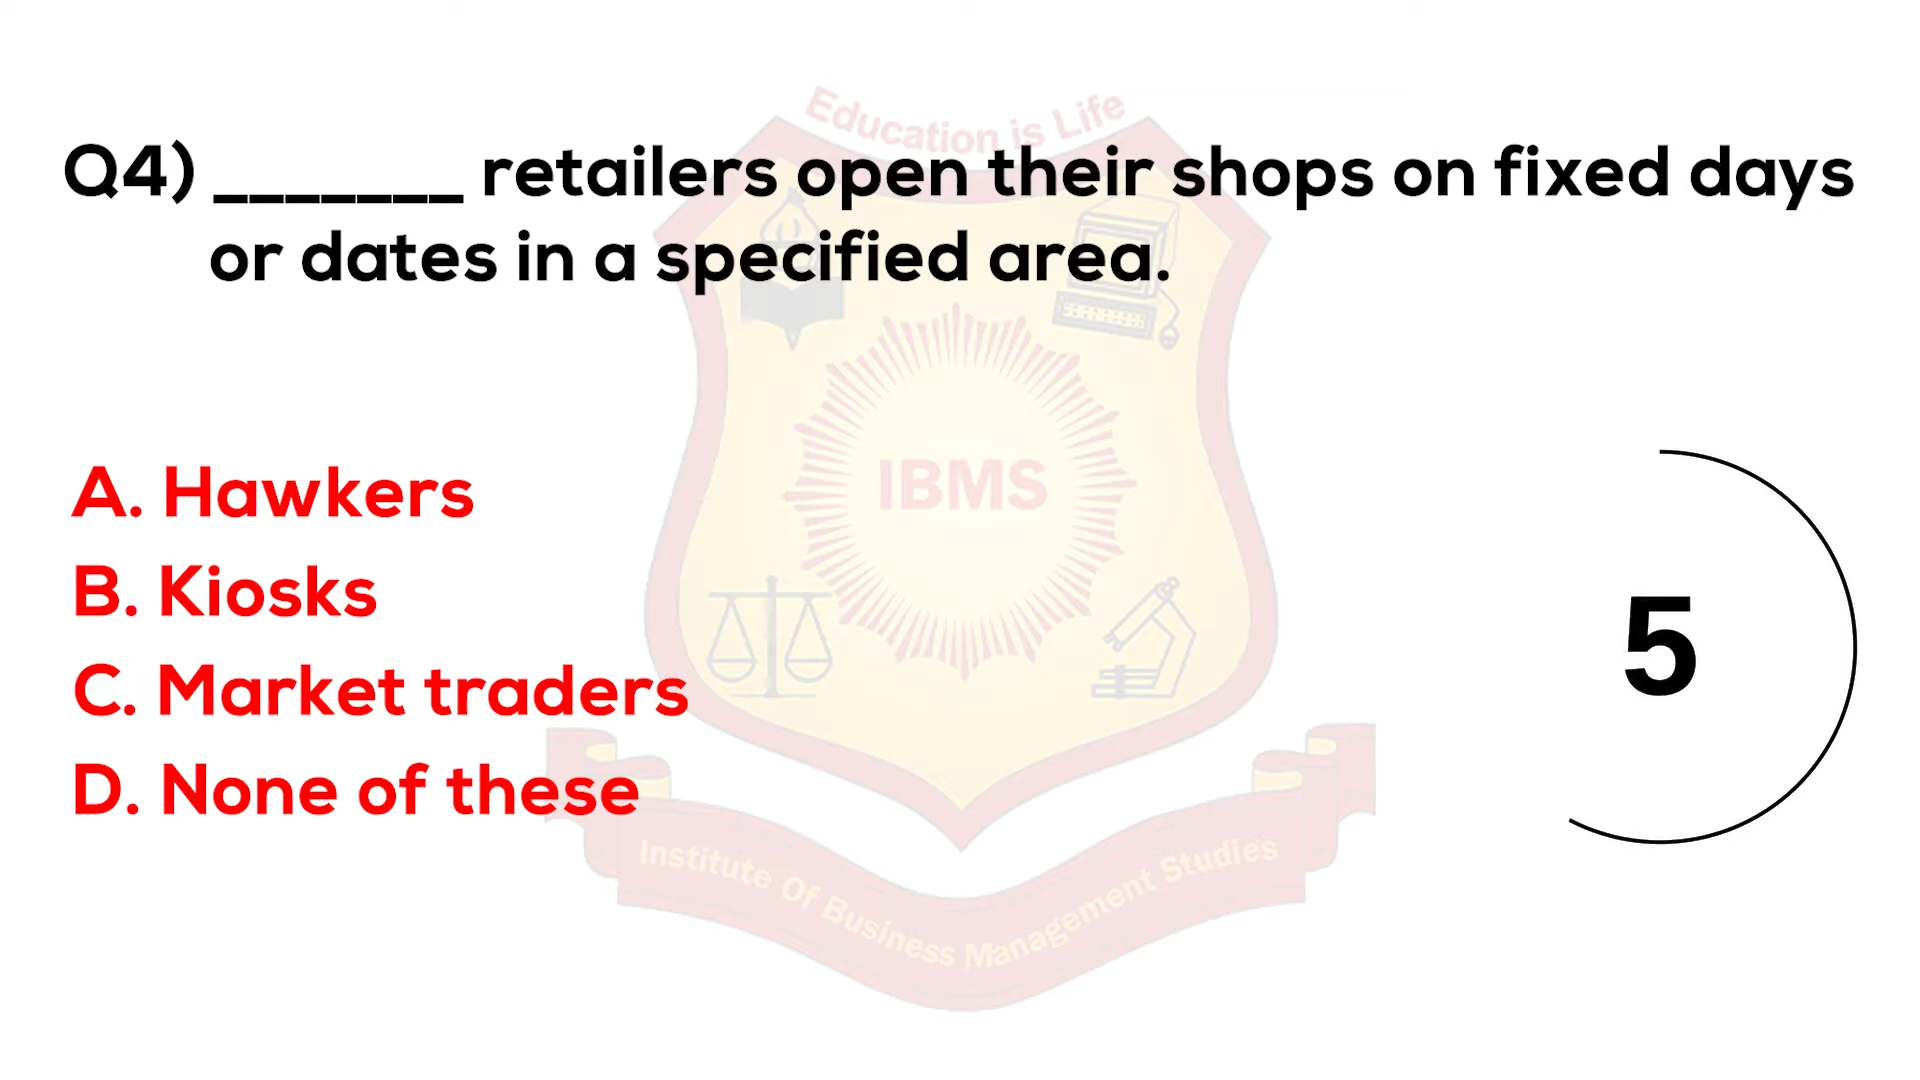 Education is Life
Q4) _______ retailers open their shops on fixed days
or dates in a specified area.
IBMS
A. Hawkers
B. Kiosks
C. Market traders
D. None of these
5
Institute Of Business Management Studies